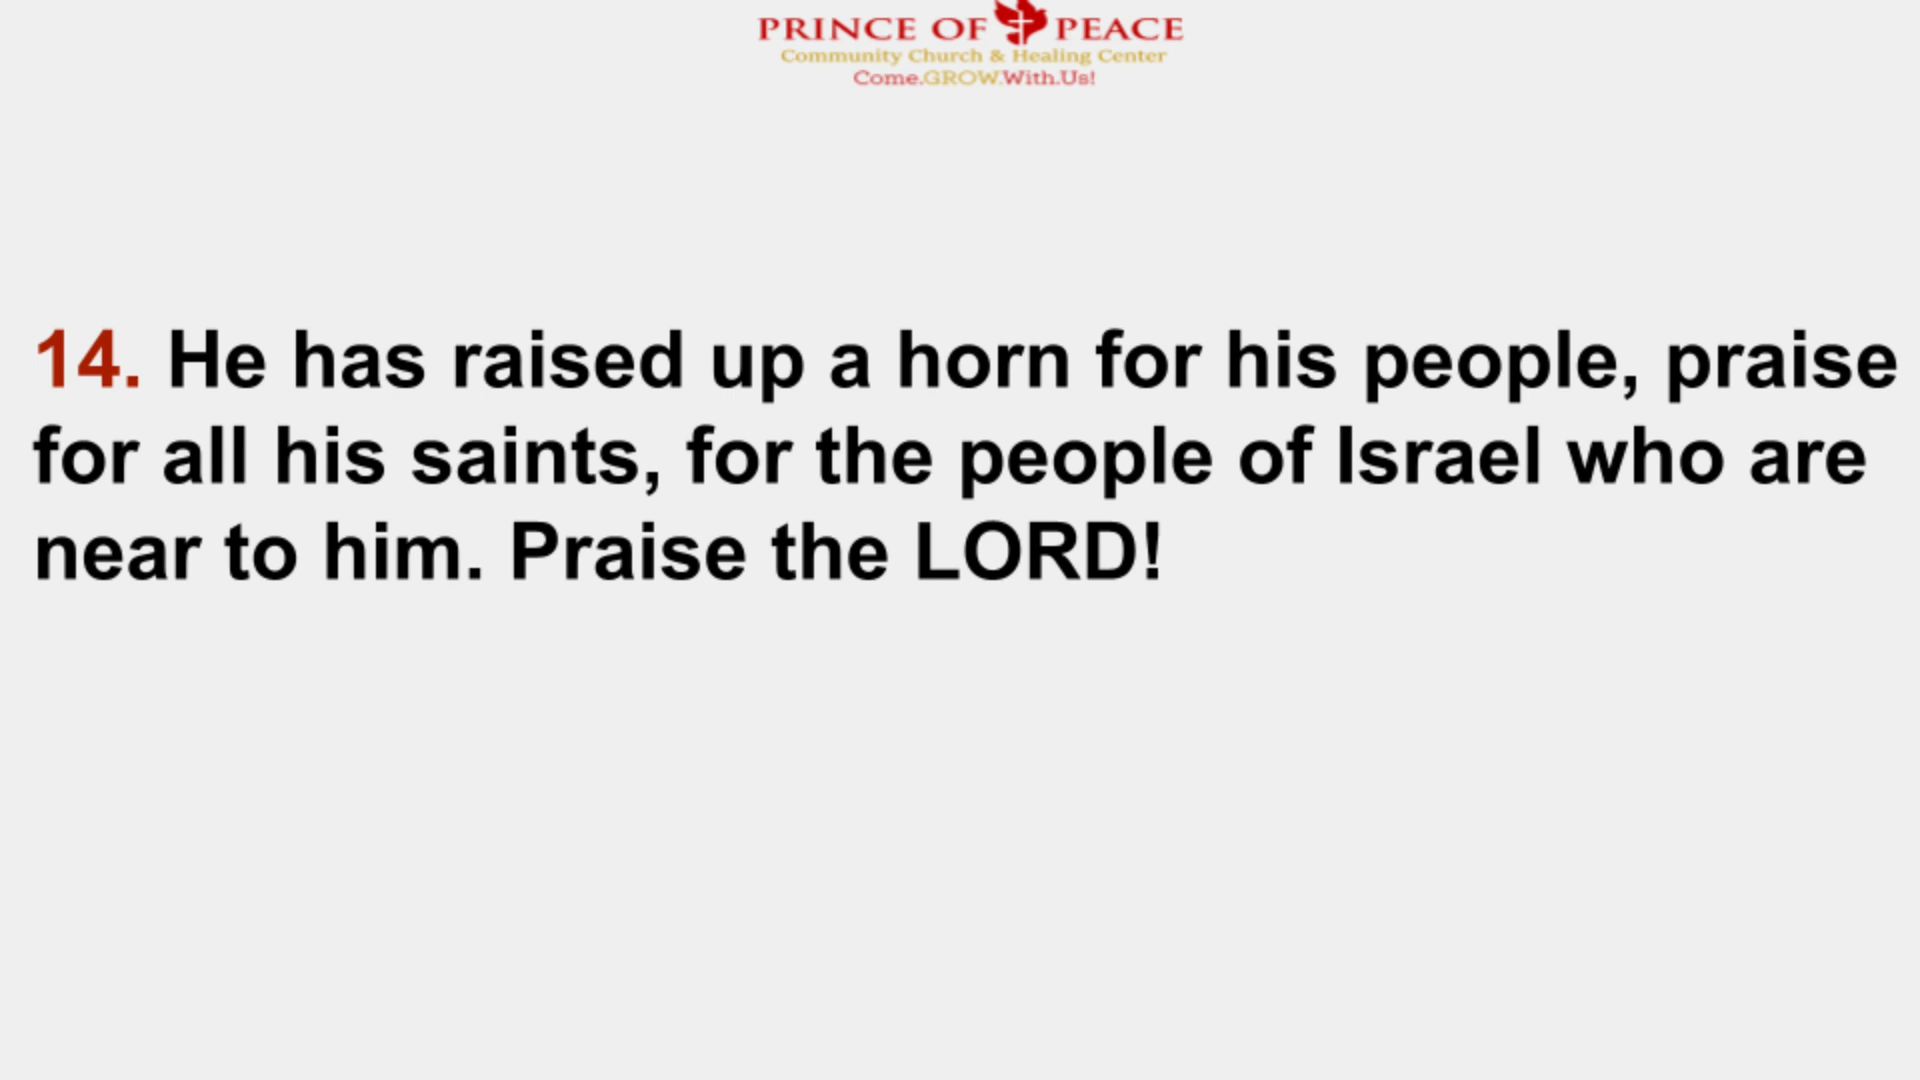 PRINCE OF PEACE
Community Church & Healing Center
Come.GROW.With.Us!
14. He has raised up a horn for his people, praise
for all his saints, for the people of Israel who are
near to him. Praise the LORD!